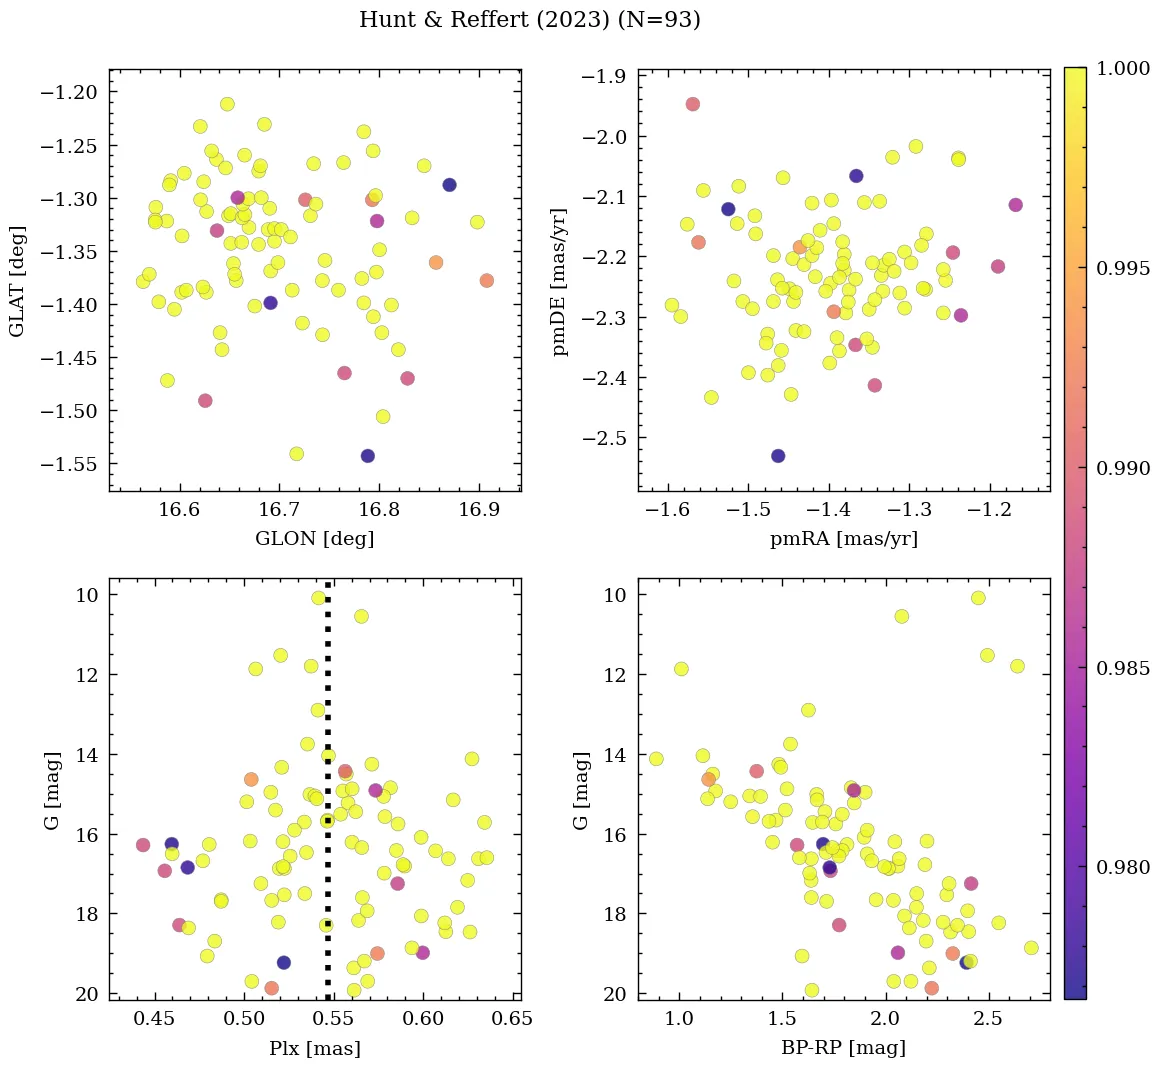 Hunt & Reffert (2023) (N=93)
GLAT [deg]
−1.20
−1.25
−1.30
−1.35
−1.40
−1.45
−1.50
−1.55
16.6 16.7 16.8 16.9
GLON [deg]
pmDE [mas/yr]
−1.9
−2.0
−2.1
−2.2
−2.3
−2.4
−2.5
−1.6 −1.5 −1.4 −1.3 −1.2
pmRA [mas/yr]
G [mag]
10
12
14
16
18
20
0.45 0.50 0.55 0.60 0.65
Plx [mas]
G [mag]
10
12
14
16
18
20
1.0 1.5 2.0 2.5
BP-RP [mag]
1.000
0.995
0.990
0.985
0.980